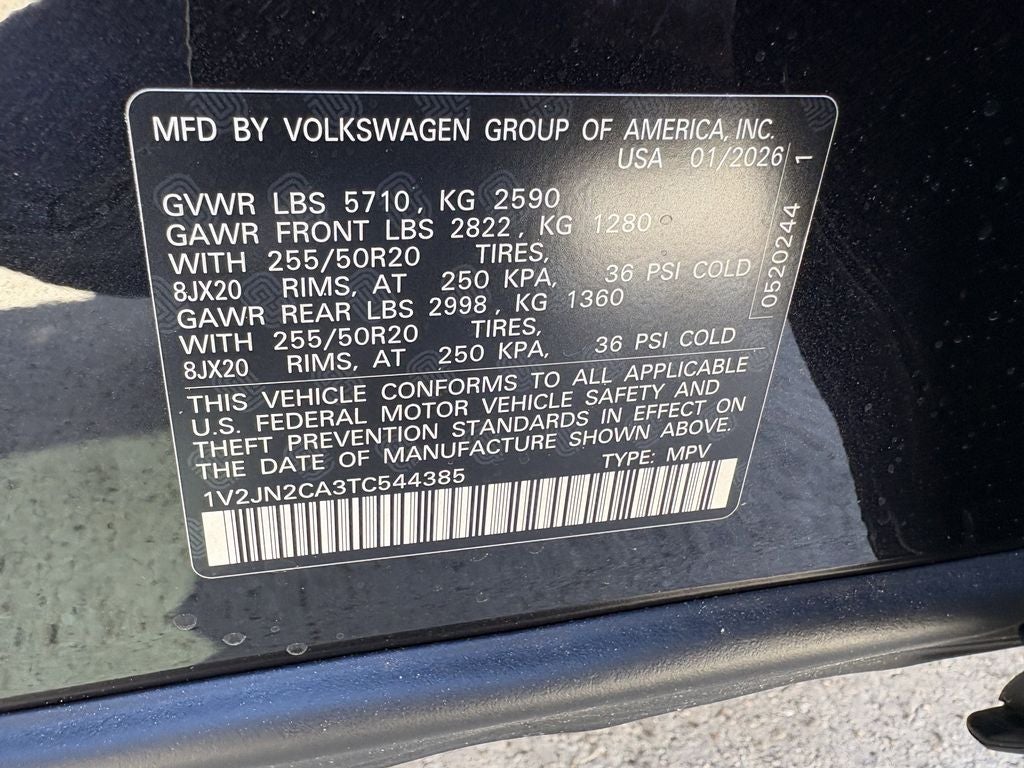 MFD BY VOLKSWAGEN GROUP OF AMERICA, INC.
USA 01/2026
GVWR LBS 5710, KG 2590
GAWR FRONT LBS 2822, KG 1280
WITH 255/50R20 TIRES,
8JX20 RIMS, AT 250 KPA, 36 PSI COLD
GAWR REAR LBS 2998, KG 1360
WITH 255/50R20 TIRES,
8JX20 RIMS, AT 250 KPA, 36 PSI COLD
THIS VEHICLE CONFORMS TO ALL APPLICABLE
U.S. FEDERAL MOTOR VEHICLE SAFETY AND
THEFT PREVENTION STANDARDS IN EFFECT ON
THE DATE OF MANUFACTURE SHOWN ABOVE.
TYPE: MPV
1V2JN2CA3TC544385
0520244 1